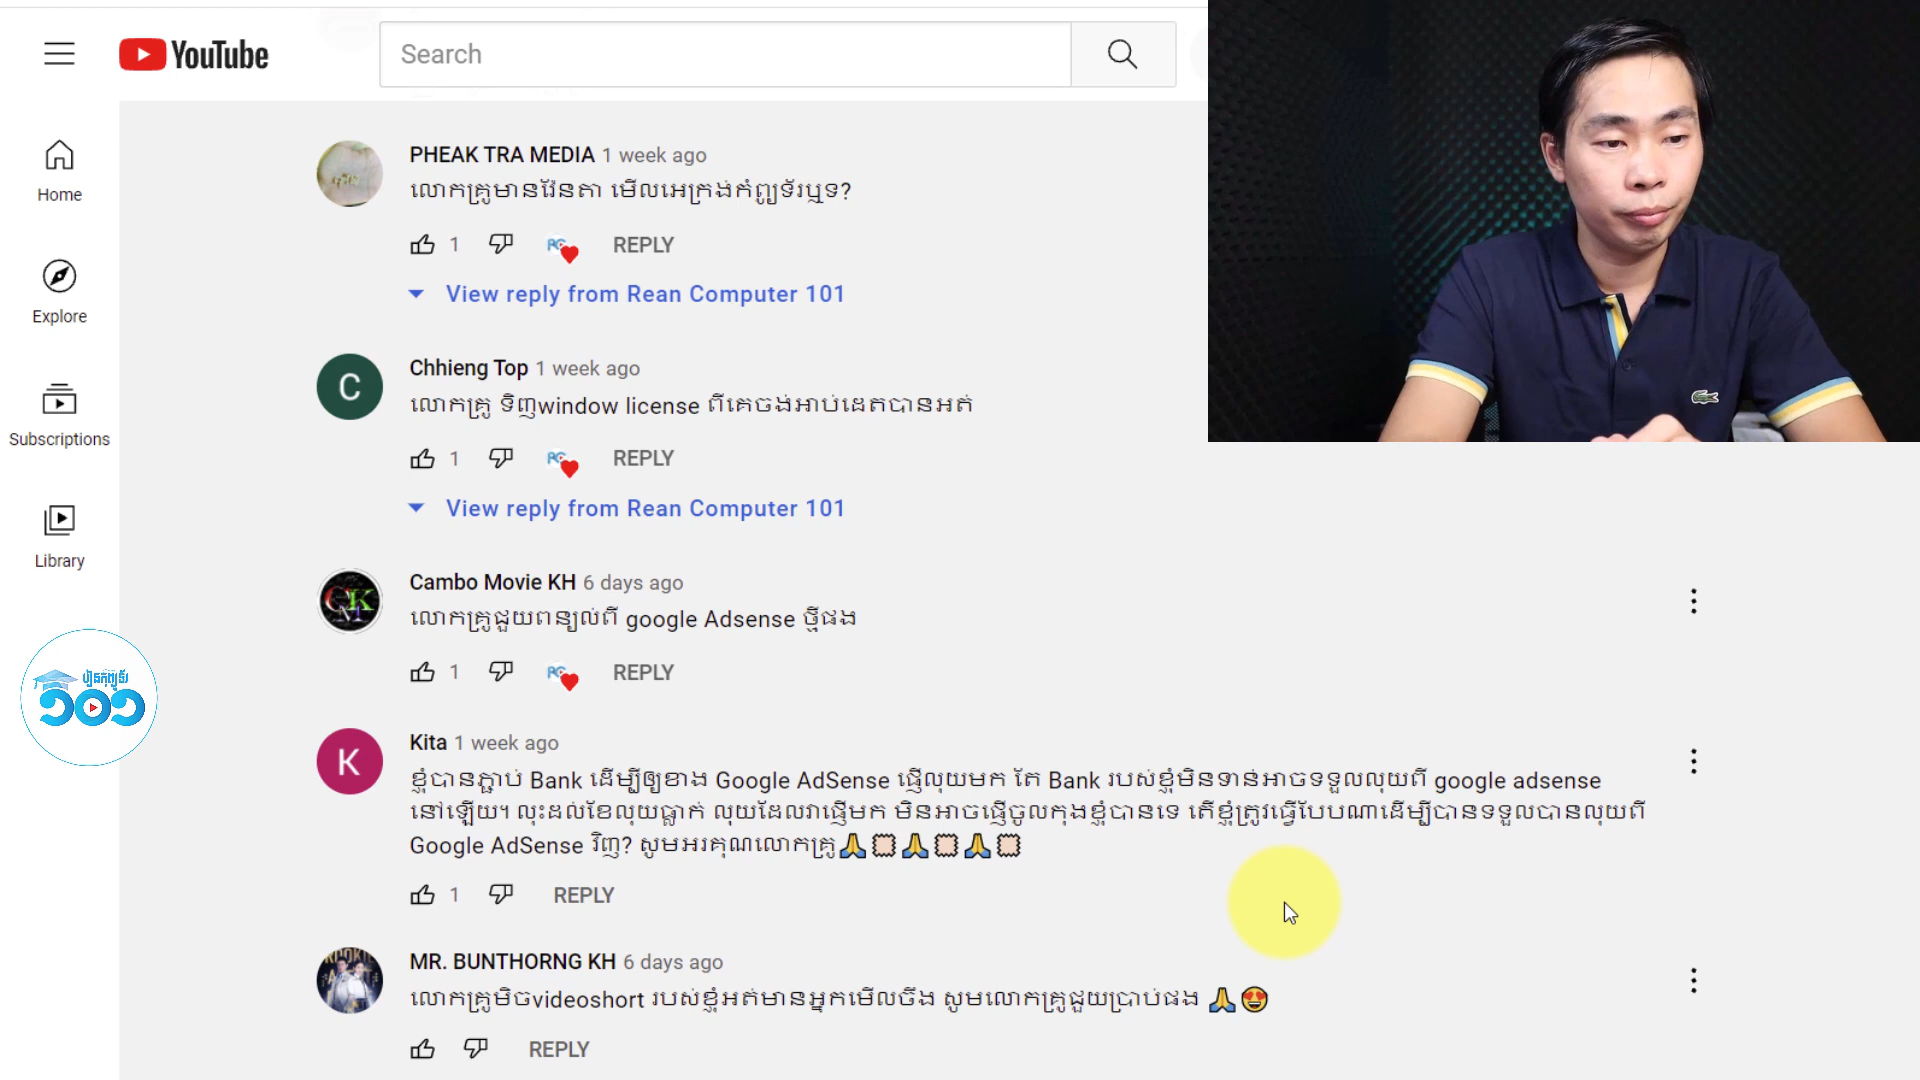 YouTube
Search
Home
Explore
Subscriptions
Library
រៀនកុំព្យូទ័រ
១០១
PHEAK TRA MEDIA 1 week ago
លោកគ្រូមានវ៉ែនតា មើលអេក្រង់កំព្យូទ័រឬទ?
1 REPLY
View reply from Rean Computer 101
C
Chhieng Top 1 week ago
លោកគ្រូ ទិញwindow license ពីគេចង់អាប់ដេតបានអត់
1 REPLY
View reply from Rean Computer 101
Cambo Movie KH 6 days ago
លោកគ្រូជួយពន្យល់ពី google Adsense ថ្មីផង
1 REPLY
K
Kita 1 week ago
ខ្ញុំបានភ្ជាប់ Bank ដើម្បីឲ្យខាង Google AdSense ផ្ញើលុយមក តែ Bank របស់ខ្ញុំមិនទាន់អាចទទួលលុយពី google adsense
នៅឡើយ។ លុះដល់ខែលុយធ្លាក់ លុយដែលវាផ្ញើមក មិនអាចផ្ញើចូលកុងខ្ញុំបានទេ តើខ្ញុំត្រូវធ្វើបែបណាដើម្បីបានទទួលបានលុយពី
Google AdSense វិញ? សូមអរគុណលោកគ្រូ🙏🏻🙏🏻🙏🏻
1 REPLY
MR. BUNTHORNG KH 6 days ago
លោកគ្រូមិចvideoshort របស់ខ្ញុំអត់មានអ្នកមើលចឹង សូមលោកគ្រូជួយប្រាប់ផង 🙏😍
REPLY